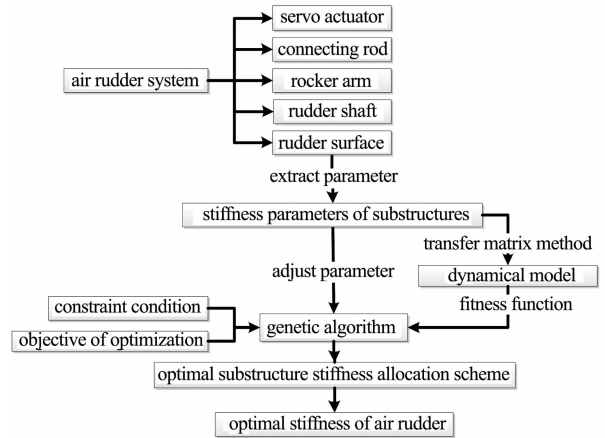 servo actuator
connecting rod
air rudder system
rocker arm
rudder shaft
rudder surface
extract parameter
stiffness parameters of substructures
transfer matrix method
adjust parameter
dynamical model
constraint condition
fitness function
genetic algorithm
objective of optimization
optimal substructure stiffness allocation scheme
optimal stiffness of air rudder